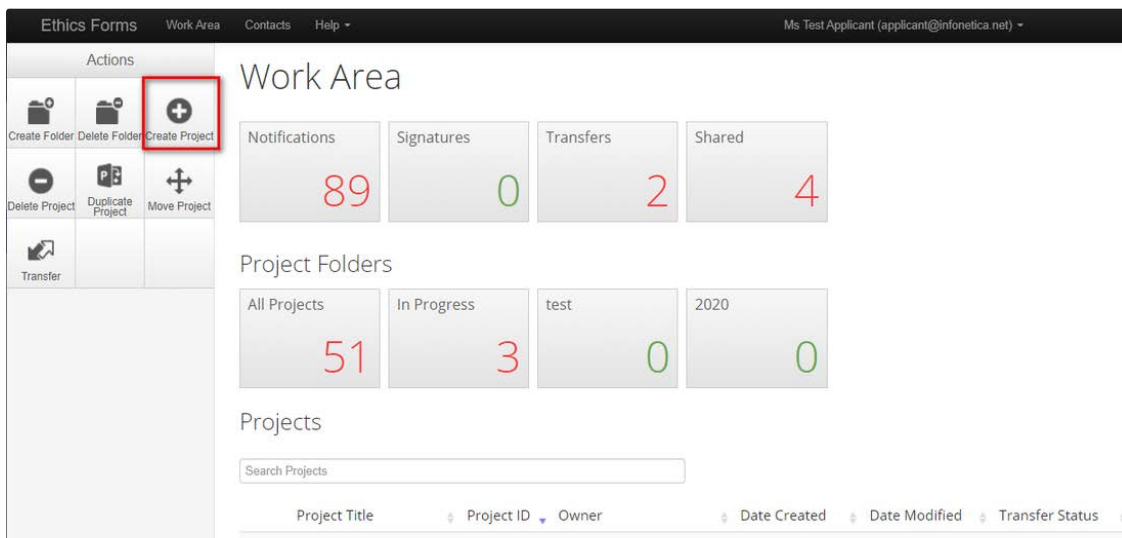 Ethics Forms Work Area Contacts Help Ms Test Applicant (applicant@infonetica.net)
Actions
Create Folder Delete Folder Create Project
Delete Project Duplicate Project Move Project
Transfer
Work Area
Notifications Signatures Transfers Shared
89 0 2 4
Project Folders
All Projects In Progress test 2020
51 3 0 0
Projects
Search Projects
Project Title Project ID Owner Date Created Date Modified Transfer Status